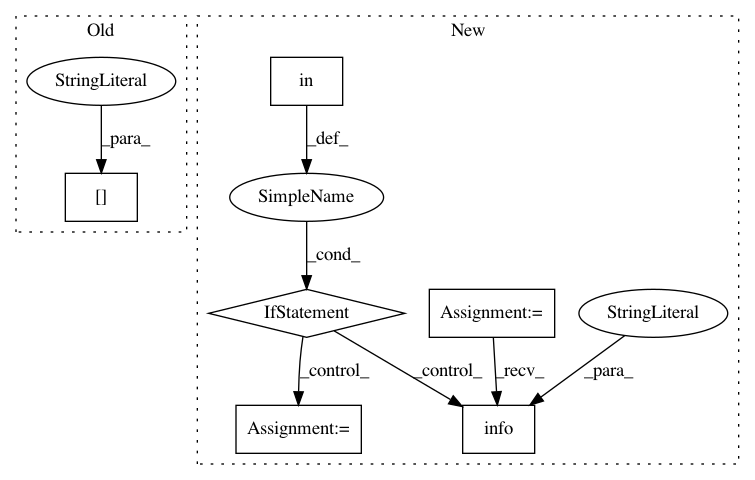 Old
New
StringLiteral
in
_para_
_def_
[]
SimpleName
_cond_
IfStatement
Assignment:=
StringLiteral
_control_
_control_
_recv_
_para_
Assignment:=
info